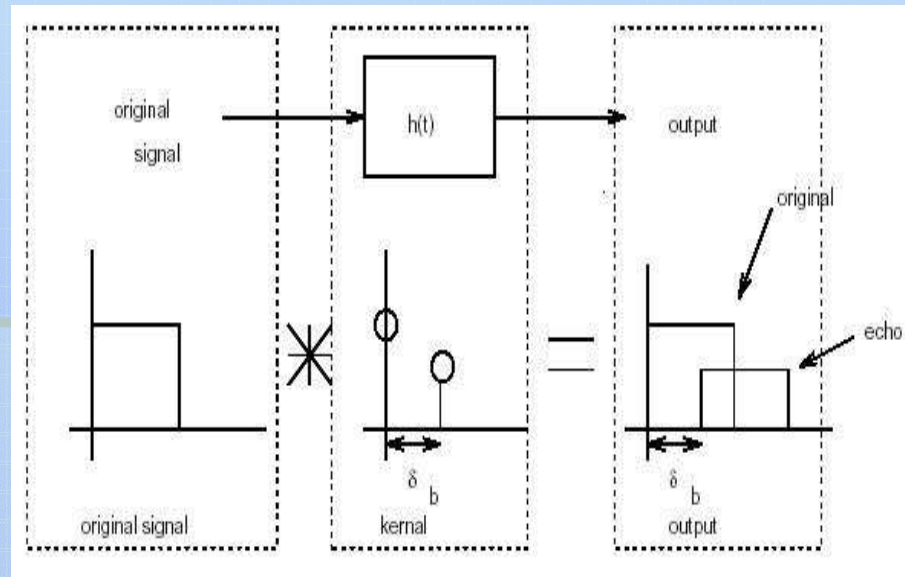 original
signal
h(t)
output
original
echo
δ b
δ b
original signal
kernal
output